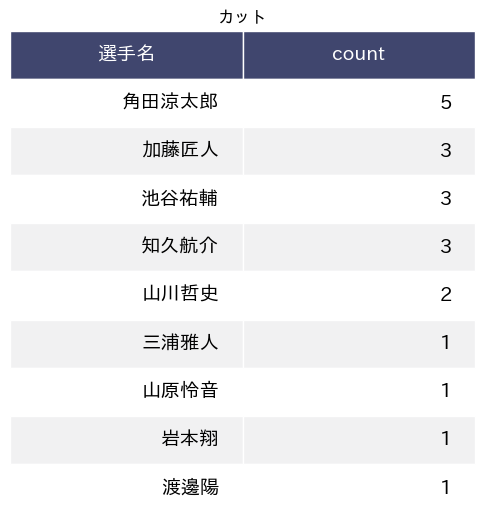 カット
選手名 count
角田涼太郎 5
加藤匠人 3
池谷祐輔 3
知久航介 3
山川哲史 2
三浦雅人 1
山原怜音 1
岩本翔 1
渡邊陽 1